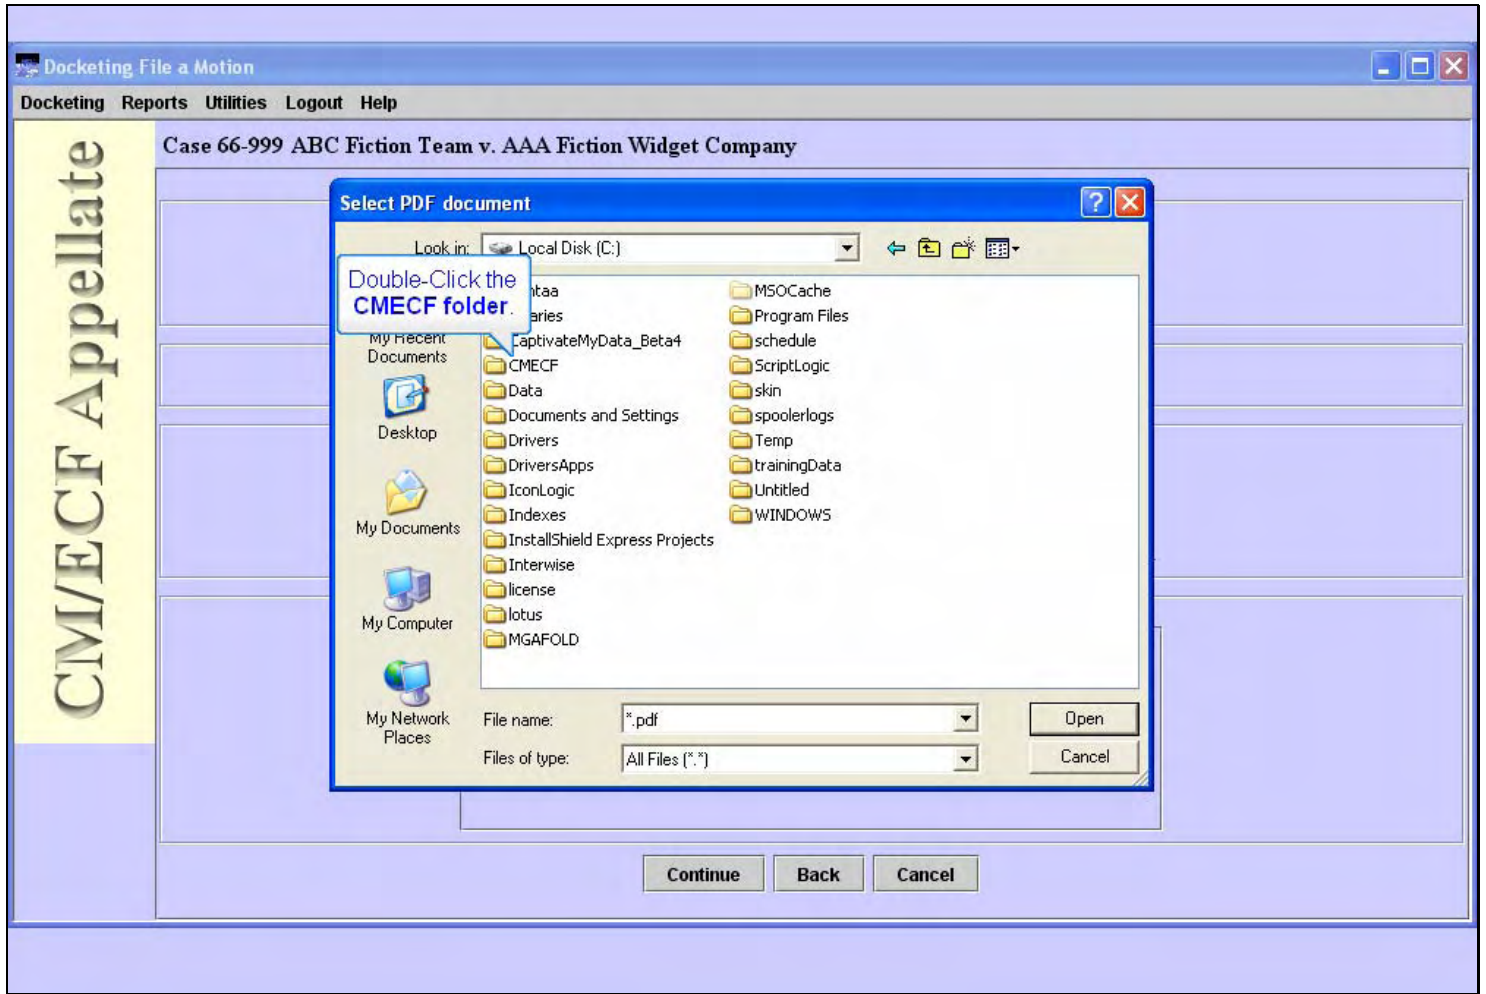 Docketing File a Motion
Docketing Reports Utilities Logout Help
CM/ECF Appellate
Case 66-999 ABC Fiction Team v. AAA Fiction Widget Company
Select PDF document
Look in: Local Disk (C:)
Double-Click the
CMECF folder.
My Recent
Documents
Desktop
My Documents
My Computer
My Network
Places
CaptivateMyData_Beta4
CMECF
Data
Documents and Settings
Drivers
DriversApps
IconLogic
Indexes
InstallShield Express Projects
Interwise
license
lotus
MGAFOLD
MSOCache
Program Files
schedule
ScriptLogic
skin
spoolerlogs
Temp
trainingData
Untitled
WINDOWS
File name: *.pdf
Open
Files of type: All Files (*.*)
Cancel
Continue Back Cancel